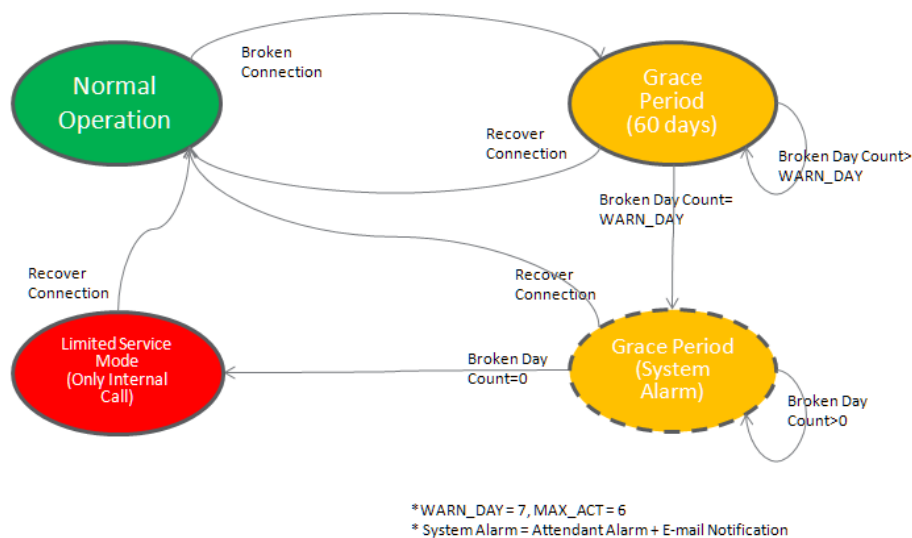 Normal
Operation
Broken
Connection
Grace
Period
(60 days)
Recover
Connection
Broken Day Count>
WARN_DAY
Broken Day Count=
WARN_DAY
Recover
Connection
Recover
Connection
Limited Service
Mode
(Only Internal
Call)
Broken Day
Count=0
Grace Period
(System
Alarm)
Broken Day
Count>0
*WARN_DAY = 7, MAX_ACT = 6
* System Alarm = Attendant Alarm + E-mail Notification